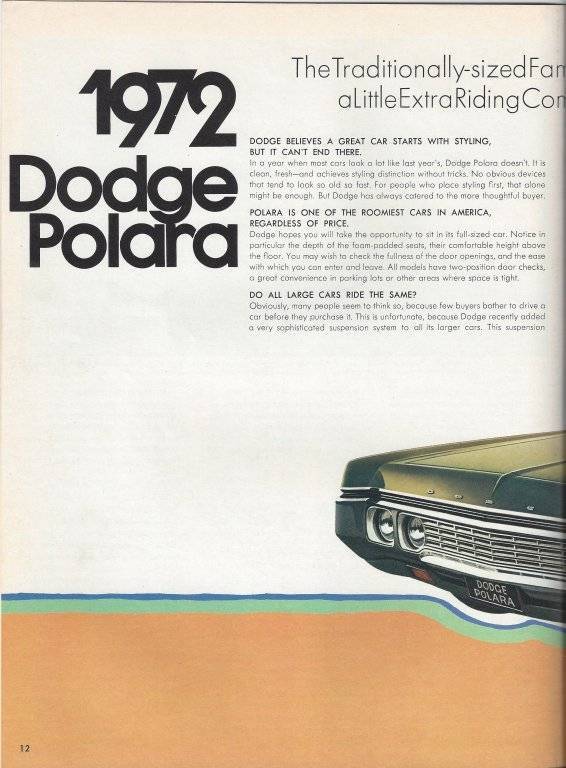 1972
Dodge
Polara
The Traditionally-sized
a Little Extra Riding
DODGE BELIEVES A GREAT CAR STARTS WITH STYLING,
BUT IT CAN'T END THERE.
In a year when most cars look a lot like last year's, Dodge Polara doesn't. It is
clean, fresh—and achieves styling distinction without tricks. No obvious devices
that tend to look so old so fast. For people who place styling first, that alone
might be enough. But Dodge has always catered to the more thoughtful buyer.
POLARA IS ONE OF THE ROOMIEST CARS IN AMERICA,
REGARDLESS OF PRICE.
Dodge hopes you will take the opportunity to sit in its full-sized car. Notice in
particular the depth of the foam-padded seats, their comfortable height above
the floor. You may wish to check the fullness of the door openings, and the ease
with which you can enter and leave. All models have two-position door checks,
a great convenience in parking lots or other areas where space is tight.
DO ALL LARGE CARS RIDE THE SAME?
Obviously, many people seem to think so, because few buyers bother to drive a
car before they purchase it. This is unfortunate, because Dodge recently added
a very sophisticated suspension system to all its larger cars. This suspension
DODGE
DODGE
POLARA
12